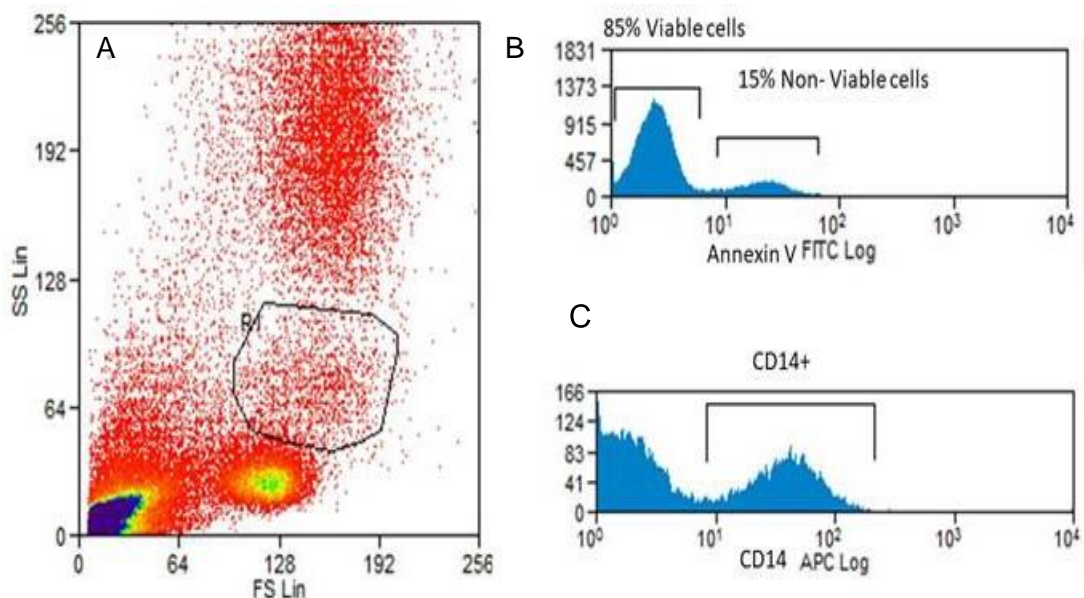 A
256
192
128
64
0
SS Lin
R1
0 64 128 192 256
FS Lin
B
85% Viable cells
15% Non- Viable cells
1831
1373
915
457
0
10⁰ 10¹ 10² 10³ 10⁴
Annexin V FITC Log
C
CD14+
166
124
83
41
0
10⁰ 10¹ 10² 10³ 10⁴
CD14 APC Log